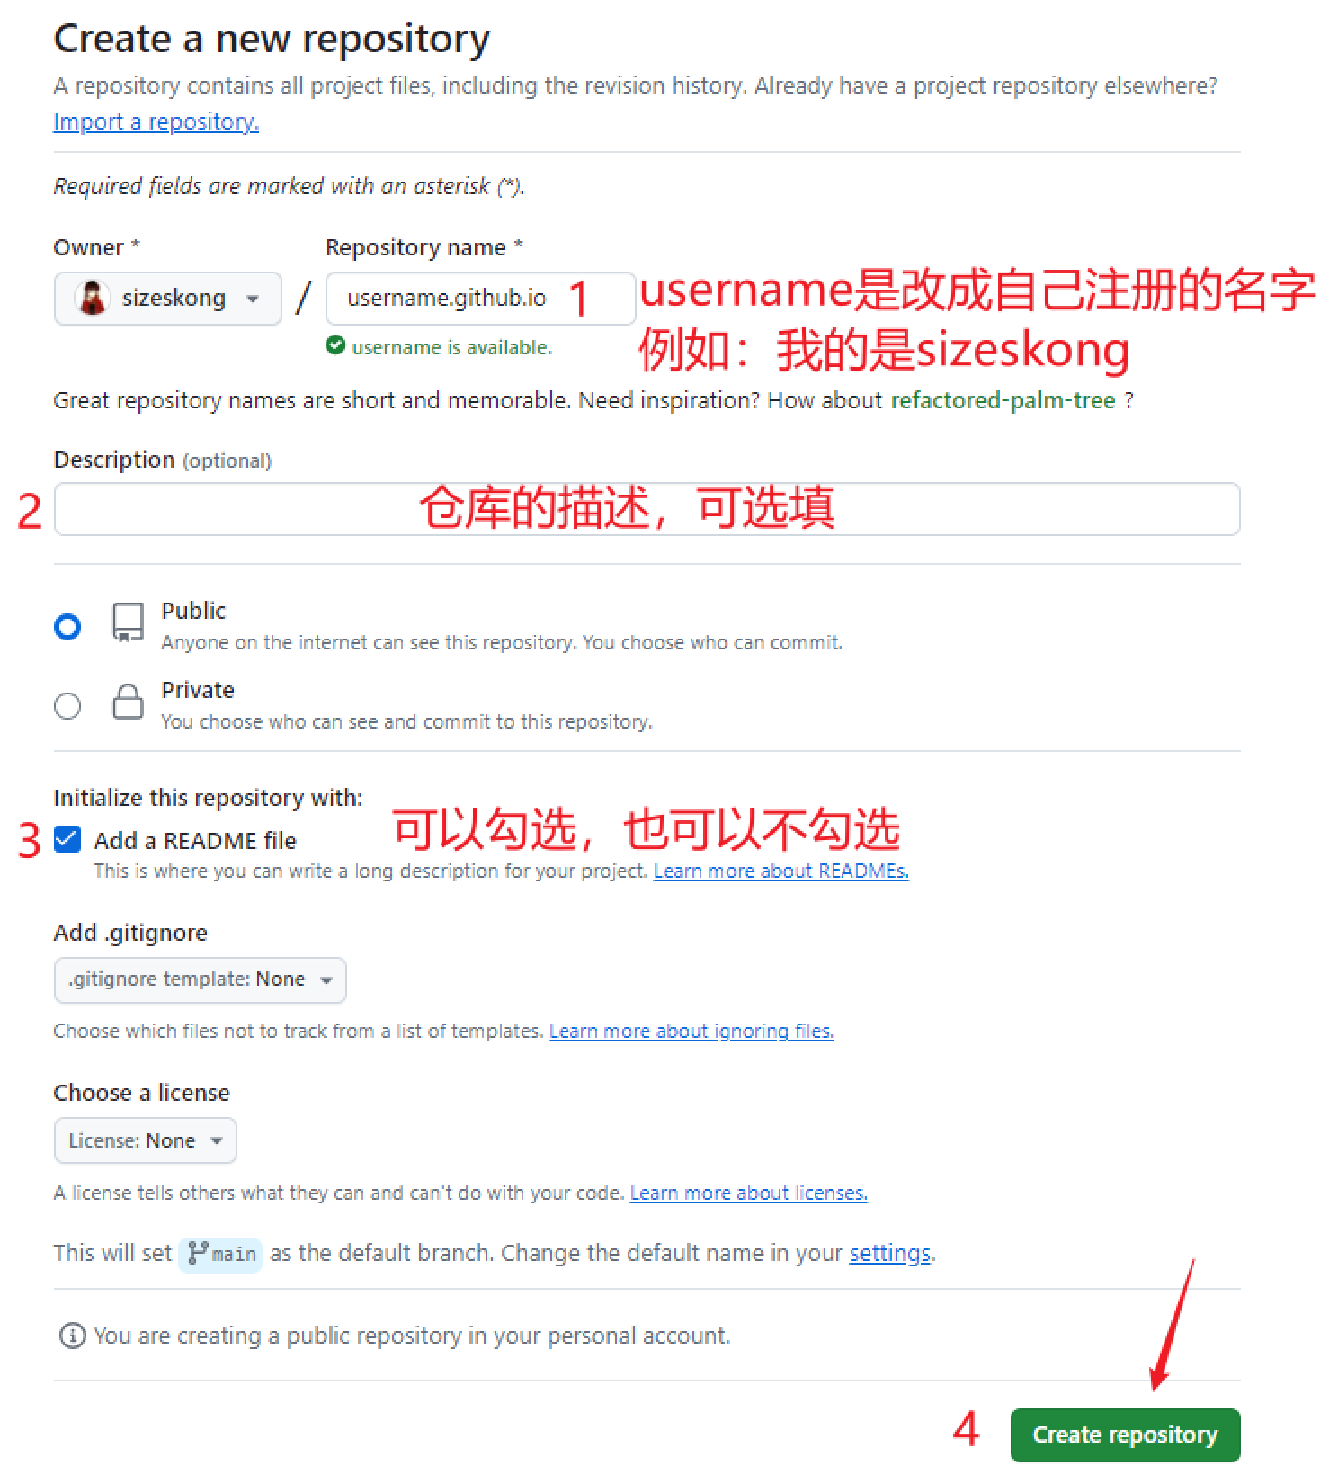 Create a new repository
A repository contains all project files, including the revision history. Already have a project repository elsewhere?
Import a repository.
Required fields are marked with an asterisk (*).
Owner *
Repository name *
sizeskong
/
username.github.io
1
username是改成自己注册的名字
username is available.
例如：我的是sizeskong
Great repository names are short and memorable. Need inspiration? How about refactored-palm-tree ?
Description (optional)
2
仓库的描述，可选填
Public
Anyone on the internet can see this repository. You choose who can commit.
Private
You choose who can see and commit to this repository.
Initialize this repository with:
3
Add a README file
可以勾选，也可以不勾选
This is where you can write a long description for your project. Learn more about READMEs.
Add .gitignore
.gitignore template: None
Choose which files not to track from a list of templates. Learn more about ignoring files.
Choose a license
License: None
A license tells others what they can and can't do with your code. Learn more about licenses.
This will set main as the default branch. Change the default name in your settings.
You are creating a public repository in your personal account.
4
Create repository